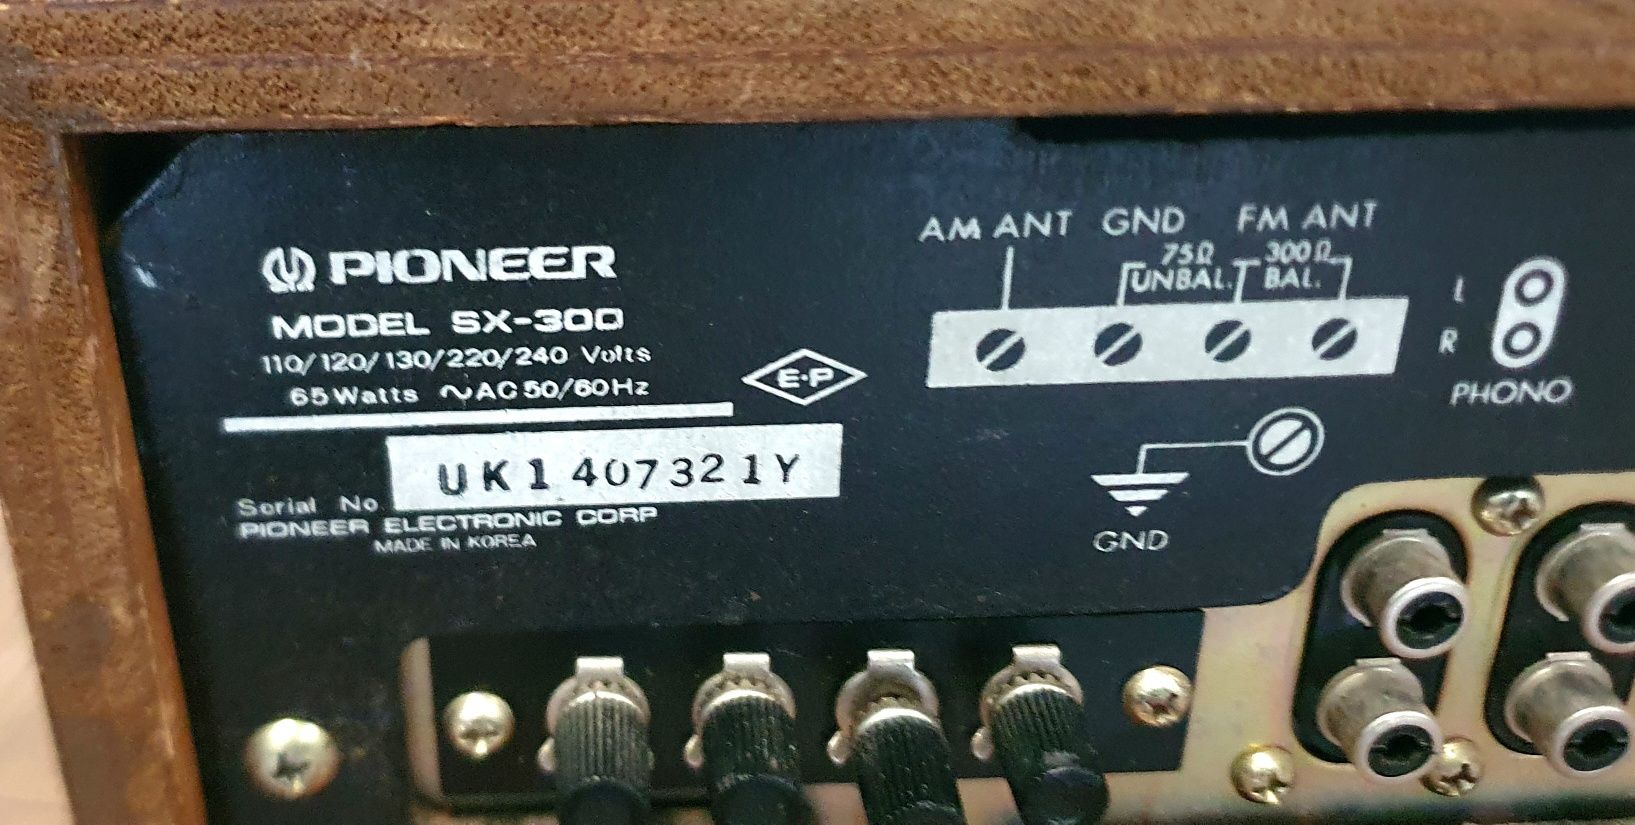 PIONEER
MODEL SX-300
110/120/130/220/240 Volts
65 Watts ~AC 50/60Hz
E·P
UK1 407321Y
Serial No.
PIONEER ELECTRONIC CORP
MADE IN KOREA
AM ANT GND FM ANT
75Ω 300Ω
UNBAL. BAL.
L
R
PHONO
GND